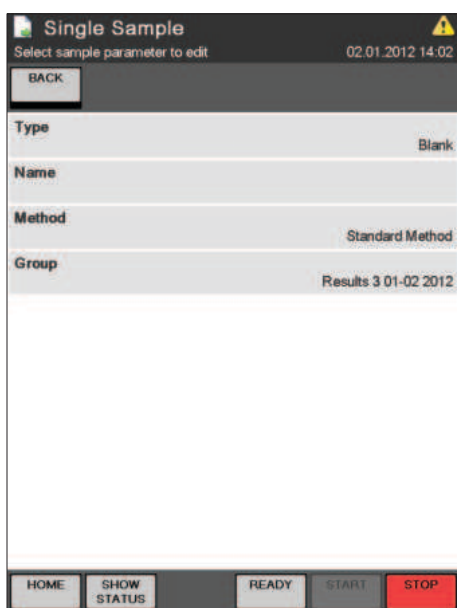 Single Sample
Select sample parameter to edit 02.01.2012 14:02
BACK
Type
Blank
Name
Method
Standard Method
Group
Results 3 01-02 2012
HOME SHOW STATUS READY START STOP